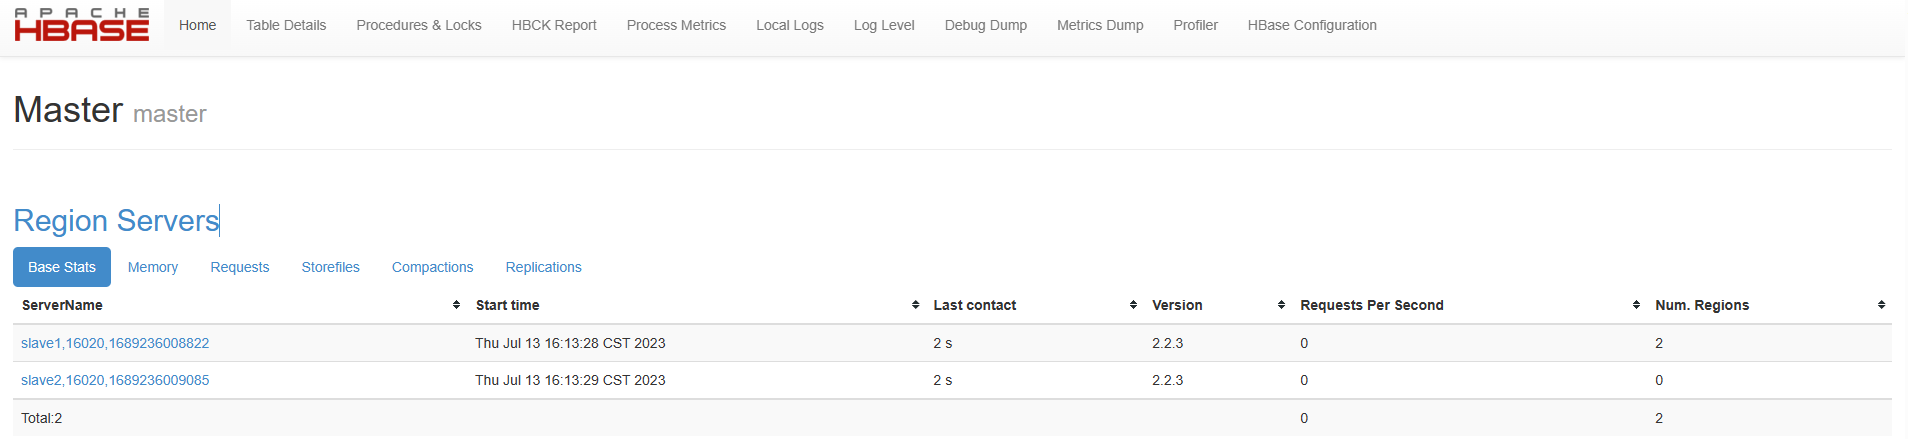 APACHE
HBASE
Home Table Details Procedures & Locks HBCK Report Process Metrics Local Logs Log Level Debug Dump Metrics Dump Profiler HBase Configuration
Master master
Region Servers
Base Stats Memory Requests Storefiles Compactions Replications
ServerName Start time Last contact Version Requests Per Second Num. Regions
slave1,16020,1689236008822 Thu Jul 13 16:13:28 CST 2023 2 s 2.2.3 0 2
slave2,16020,1689236009085 Thu Jul 13 16:13:29 CST 2023 2 s 2.2.3 0 0
Total:2 0 2